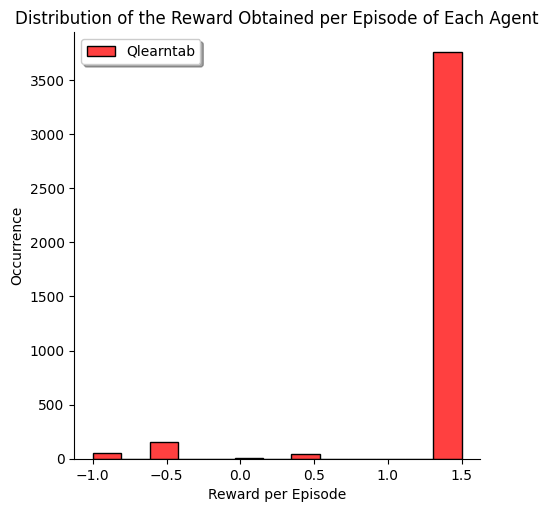 Distribution of the Reward Obtained per Episode of Each Agent
Qlearntab
3500
3000
2500
2000
1500
1000
500
0
Occurrence
−1.0 −0.5 0.0 0.5 1.0 1.5
Reward per Episode